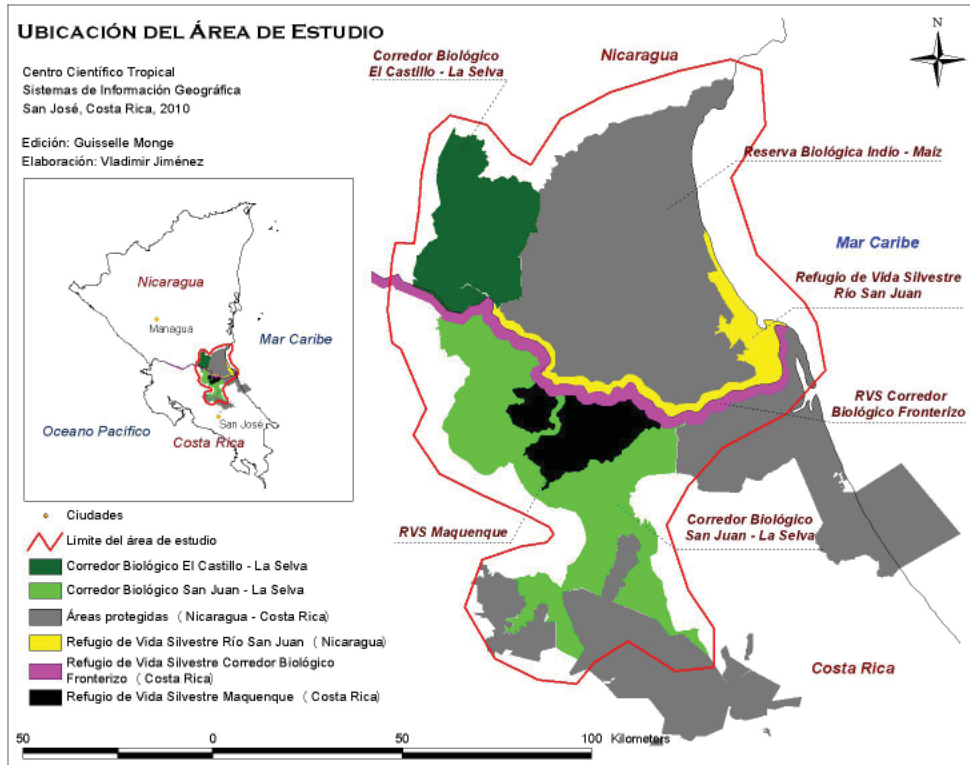 UBICACIÓN DEL ÁREA DE ESTUDIO
Centro Científico Tropical
Sistemas de Información Geográfica
San José, Costa Rica, 2010
Edición: Guisselle Monge
Elaboración: Vladimir Jiménez
Nicaragua
Managua
Mar Caribe
San José
Oceano Pacífico
Costa Rica
Ciudades
Límite del área de estudio
Corredor Biológico El Castillo - La Selva
Corredor Biológico San Juan - La Selva
Áreas protegidas (Nicaragua - Costa Rica)
Refugio de Vida Silvestre Río San Juan (Nicaragua)
Refugio de Vida Silvestre Corredor Biológico
Fronterizo (Costa Rica)
Refugio de Vida Silvestre Maquenque (Costa Rica)
50 0 50 100 Kilometers
Corredor Biológico
El Castillo - La Selva
Nicaragua
N
Reserva Biológica Indio - Maíz
Mar Caribe
Refugio de Vida Silvestre
Río San Juan
RVS Corredor
Biológico Fronterizo
RVS Maquenque
Corredor Biológico
San Juan - La Selva
Costa Rica